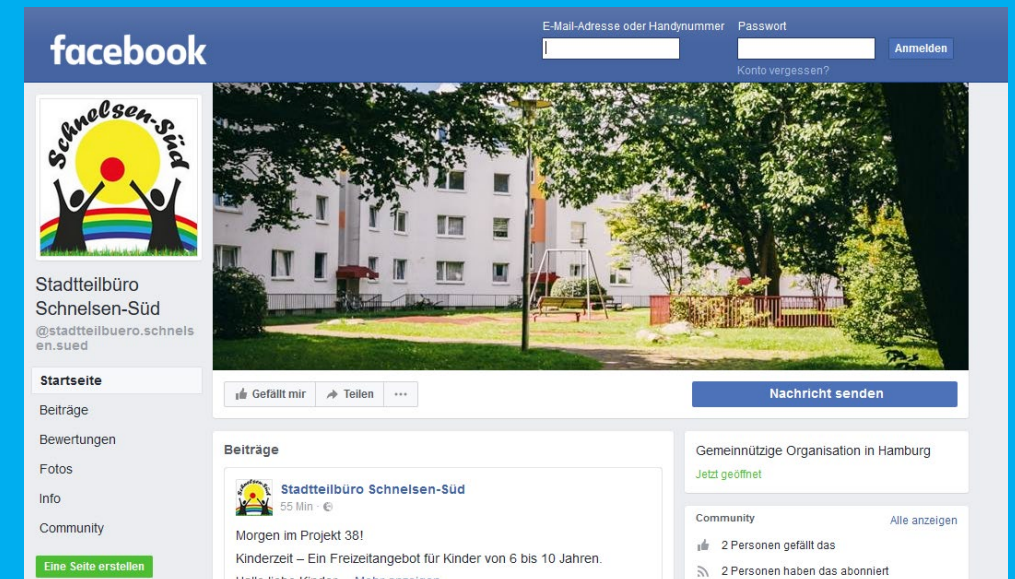 facebook
E-Mail-Adresse oder Handynummer
Passwort
Anmelden
Konto vergessen?
Schnelsen-Süd
Stadtteilbüro
Schnelsen-Süd
@stadtteilbuero.schnels
en.sued
Startseite
Beiträge
Bewertungen
Fotos
Info
Community
Eine Seite erstellen
Gefällt mir
Teilen
Nachricht senden
Beiträge
Schnelsen-Süd
Stadtteilbüro Schnelsen-Süd
55 Min ·
Morgen im Projekt 38!
Kinderzeit – Ein Freizeitangebot für Kinder von 6 bis 10 Jahren.
Gemeinnützige Organisation in Hamburg
Jetzt geöffnet
Community
Alle anzeigen
2 Personen gefällt das
2 Personen haben das abonniert